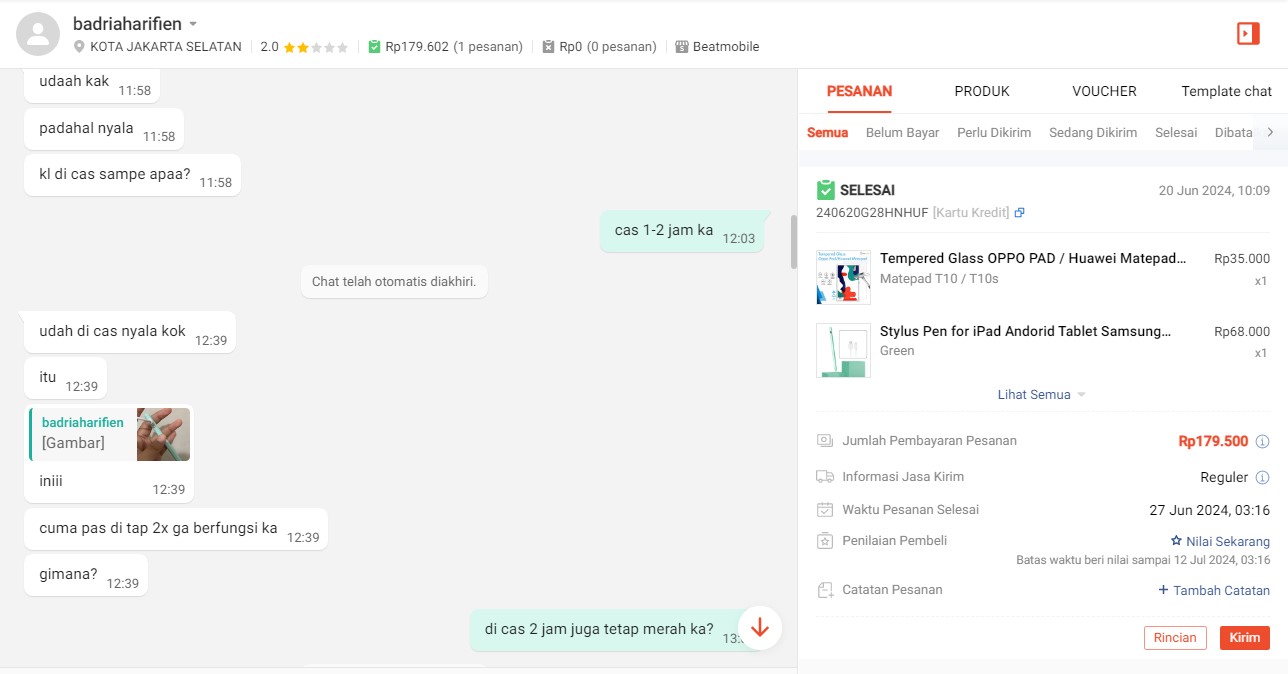 badriaharifien
KOTA JAKARTA SELATAN 2.0 Rp179.602 (1 pesanan) Rp0 (0 pesanan) Beatmobile
udaah kak 11:58
padahal nyala 11:58
kl di cas sampe apaa? 11:58
cas 1-2 jam ka 12:03
Chat telah otomatis diakhiri.
udah di cas nyala kok 12:39
itu 12:39
badriaharifien
[Gambar]
iniii
12:39
cuma pas di tap 2x ga berfungsi ka 12:39
gimana? 12:39
di cas 2 jam juga tetap merah ka?
PESANAN PRODUK VOUCHER Template chat
Semua Belum Bayar Perlu Dikirim Sedang Dikirim Selesai Dibata
SELESAI 20 Jun 2024, 10:09
240620G28HNHUF [Kartu Kredit]
Tempered Glass OPPO PAD / Huawei Matepad... Rp35.000
Matepad T10 / T10s x1
Stylus Pen for iPad Andorid Tablet Samsung... Rp68.000
Green x1
Lihat Semua
Jumlah Pembayaran Pesanan Rp179.500
Informasi Jasa Kirim Reguler
Waktu Pesanan Selesai 27 Jun 2024, 03:16
Penilaian Pembeli Nilai Sekarang
Batas waktu beri nilai sampai 12 Jul 2024, 03:16
Catatan Pesanan + Tambah Catatan
Rincian Kirim